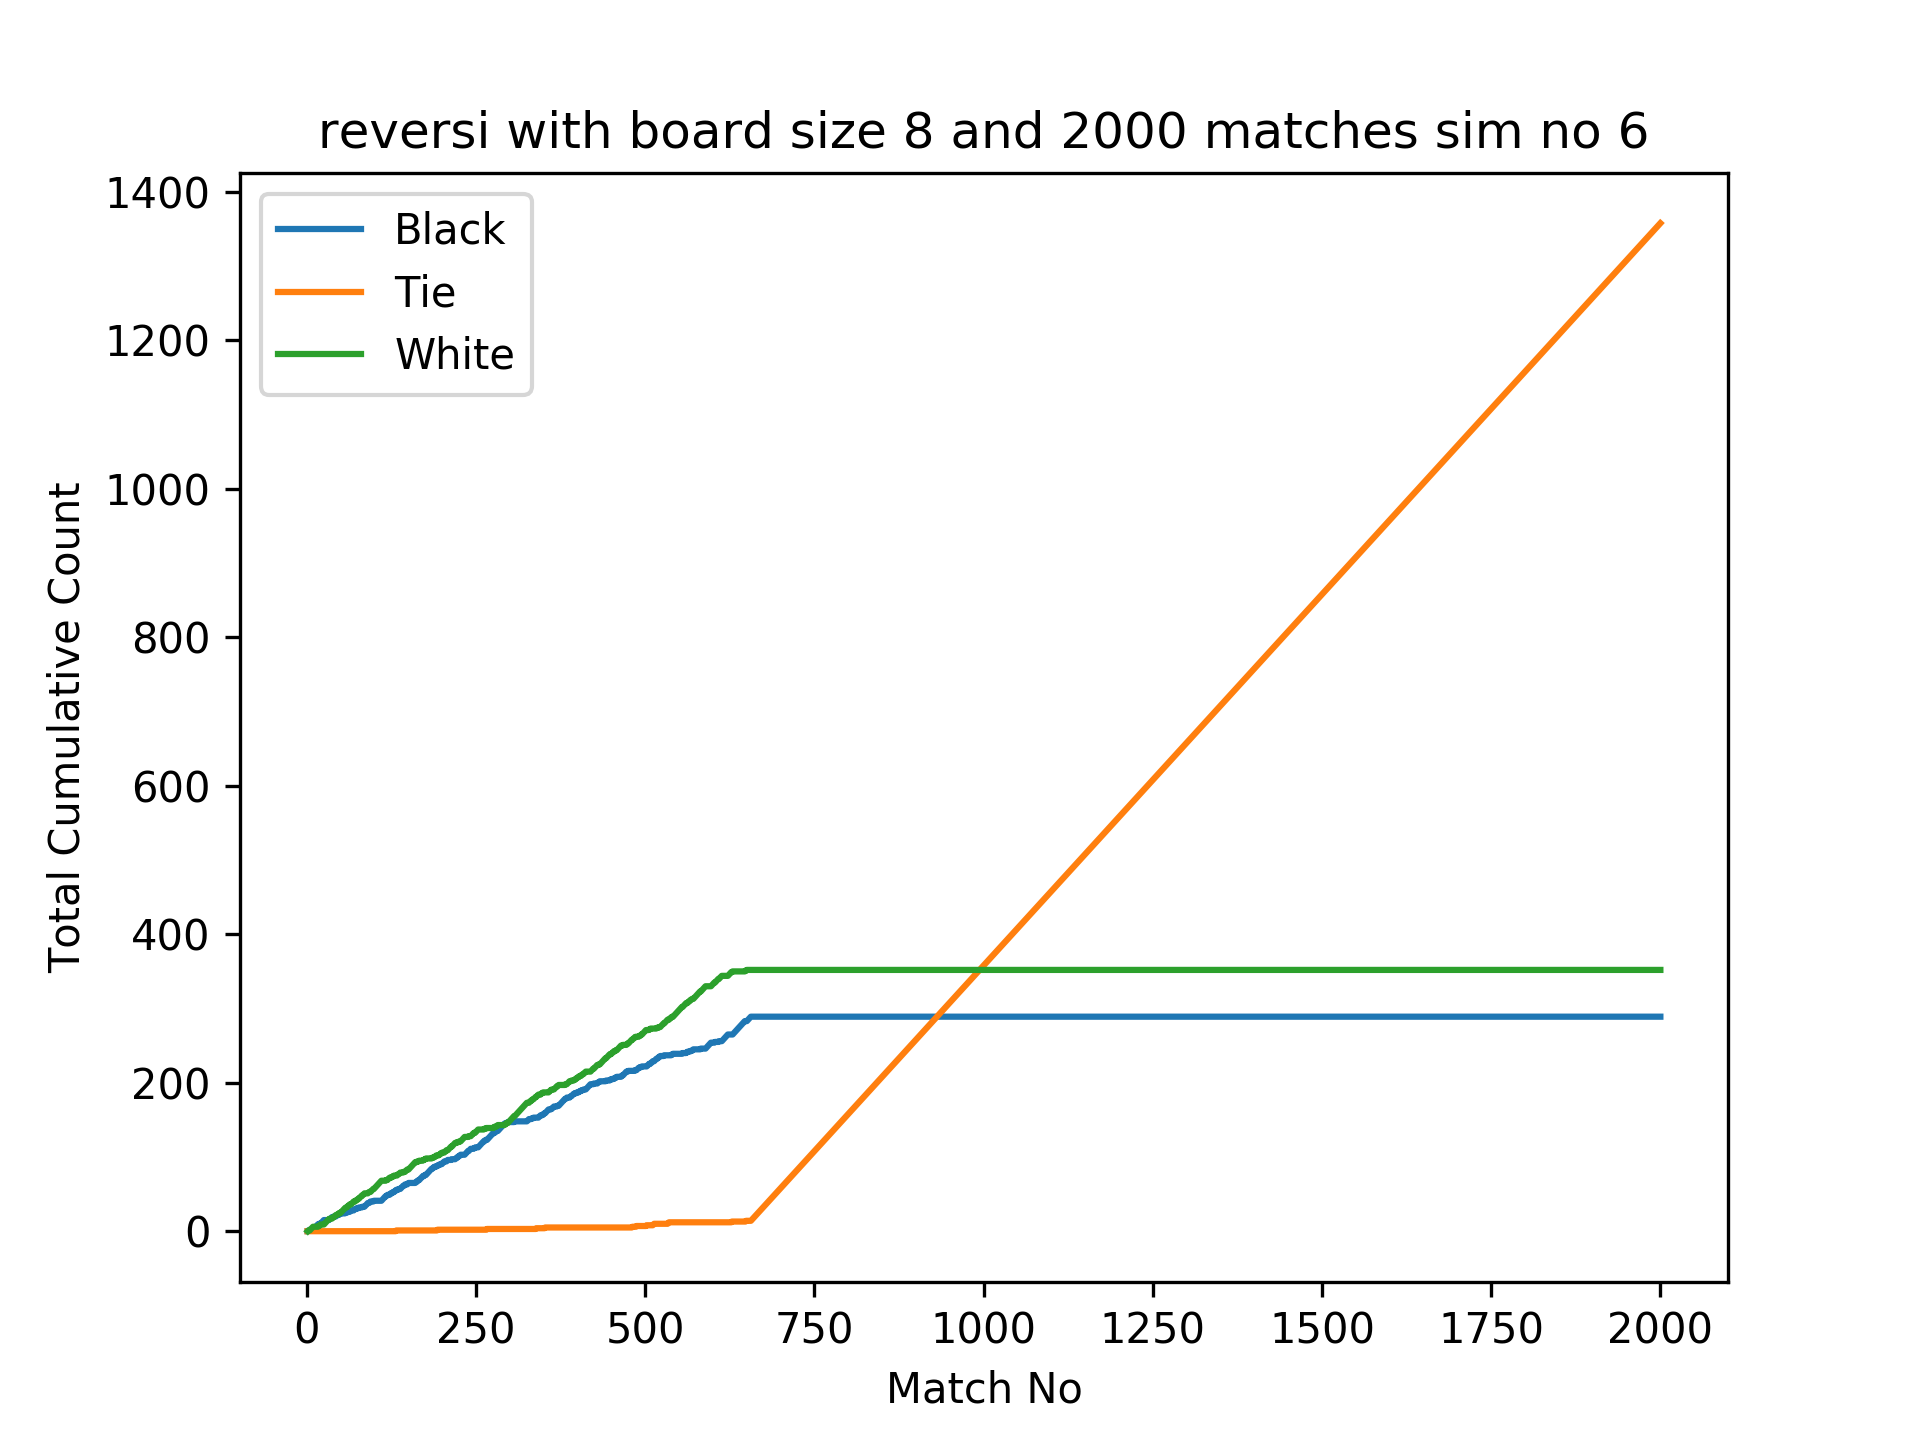 reversi with board size 8 and 2000 matches sim no 6
1400
1200
1000
800
600
400
200
0
Black
Tie
White
Total Cumulative Count
0 250 500 750 1000 1250 1500 1750 2000
Match No